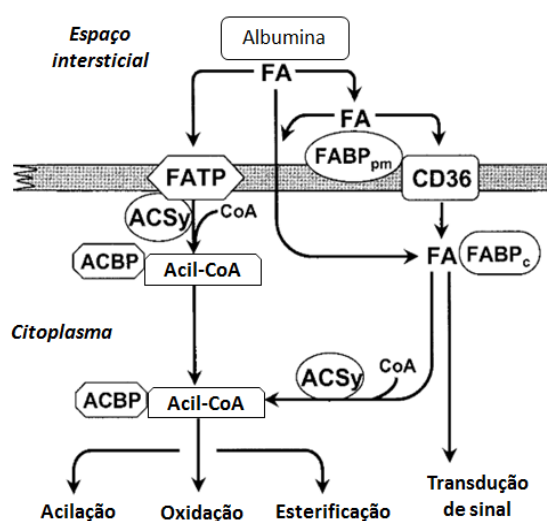 Espaço
intersticial
Albumina
FA
FA
FABPpm
FATP
CD36
ACSy
CoA
ACBP
Acil-CoA
FA
FABPc
Citoplasma
ACSy
CoA
ACBP
Acil-CoA
Acilação
Oxidação
Esterificação
Transdução
de sinal